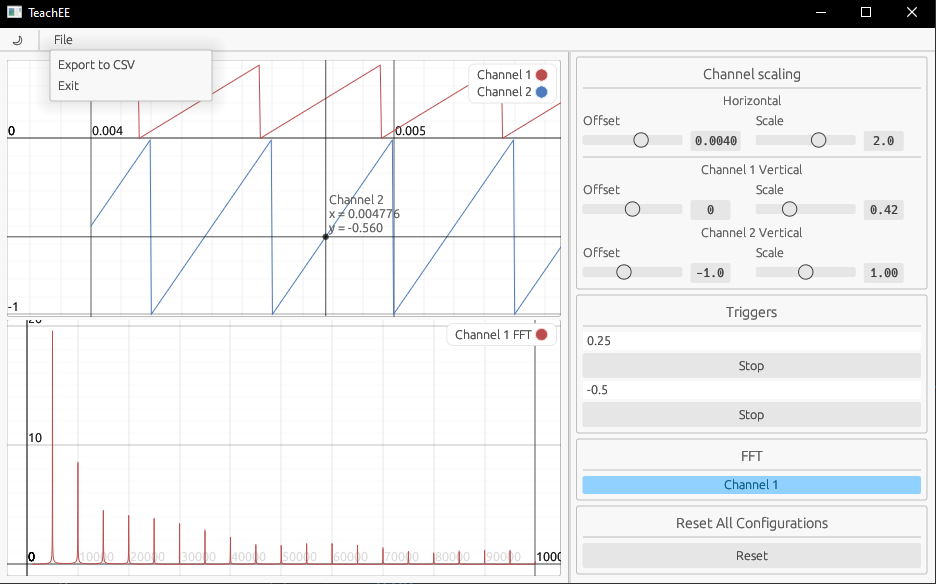 TeachEE
File
Export to CSV
Exit
Channel 1
Channel 2
0
0.004
0.005
Channel 2
x = 0.004776
y = -0.560
-1
Channel 1 FFT
20
10
0
10000
20000
30000
40000
50000
60000
70000
80000
90000
1000
Channel scaling
Horizontal
Offset
Scale
0.0040
2.0
Channel 1 Vertical
Offset
Scale
0
0.42
Channel 2 Vertical
Offset
Scale
-1.0
1.00
Triggers
0.25
Stop
-0.5
Stop
FFT
Channel 1
Reset All Configurations
Reset